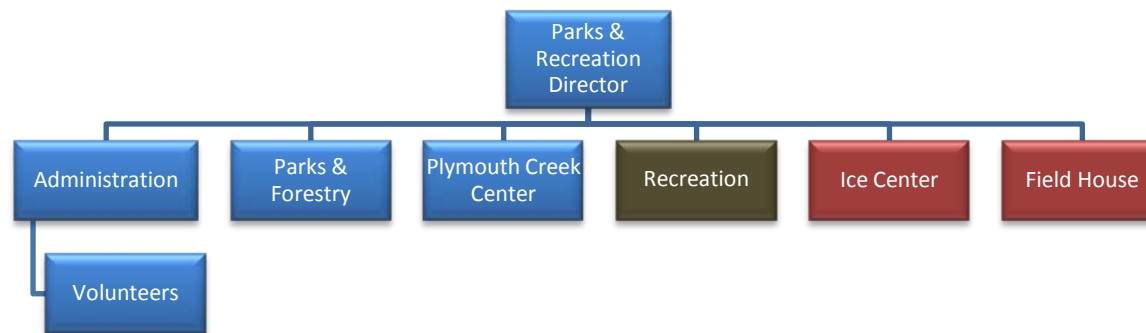 Parks &
Recreation
Director
Administration
Parks &
Forestry
Plymouth Creek
Center
Recreation
Ice Center
Field House
Volunteers